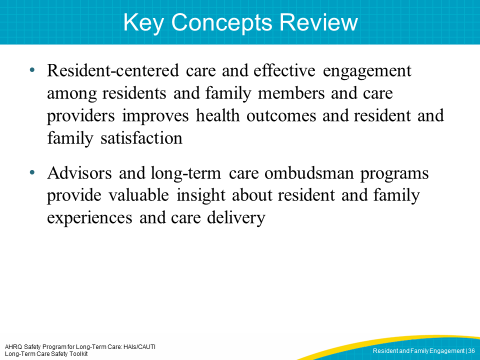 Key Concepts Review
• Resident-centered care and effective engagement
among residents and family members and care
providers improves health outcomes and resident and
family satisfaction
• Advisors and long-term care ombudsman programs
provide valuable insight about resident and family
experiences and care delivery
AHRQ Safety Program for Long-Term Care: HAIs/CAUTI
Long-Term Care Safety Toolkit
Resident and Family Engagement | 36